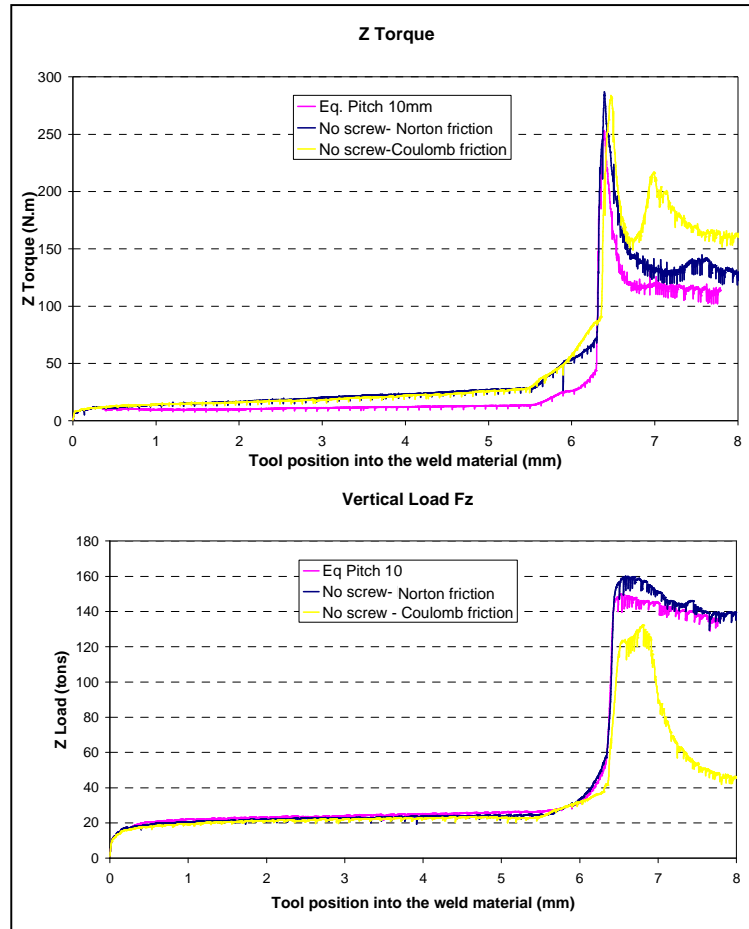 Z Torque
300
250
200
150
100
50
0
Z Torque (N.m)
Eq. Pitch 10mm
No screw- Norton friction
No screw-Coulomb friction
0 1 2 3 4 5 6 7 8
Tool position into the weld material (mm)
Vertical Load Fz
180
160
140
120
100
80
60
40
20
0
Z Load (tons)
Eq Pitch 10
No screw- Norton friction
No screw - Coulomb friction
0 1 2 3 4 5 6 7 8
Tool position into the weld material (mm)